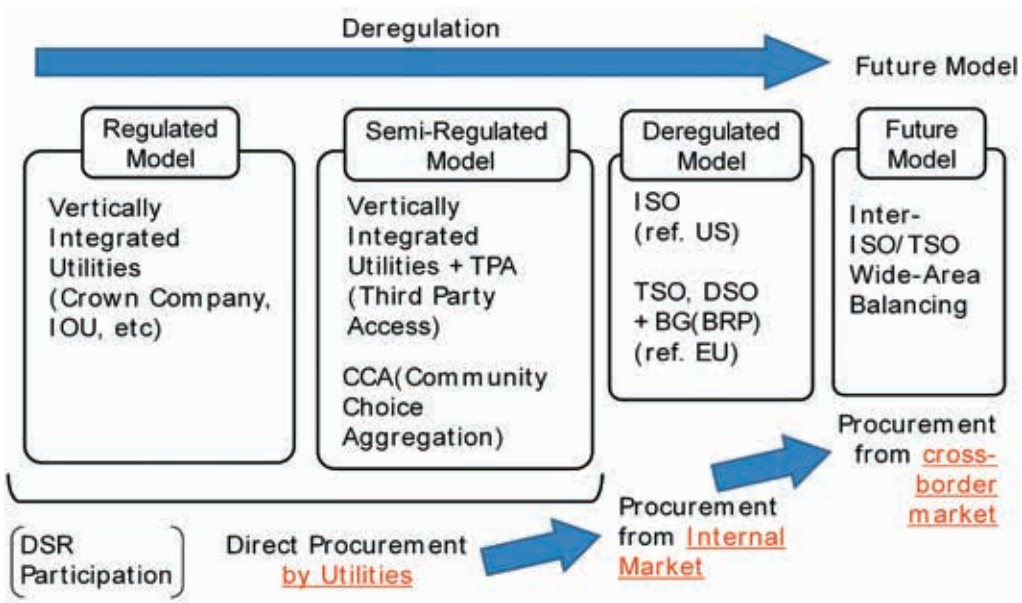 Deregulation
Future Model
Regulated
Model
Vertically
Integrated
Utilities
(Crown Company,
IOU, etc)
Semi-Regulated
Model
Vertically
Integrated
Utilities + TPA
(Third Party
Access)
CCA(Community
Choice
Aggregation)
Deregulated
Model
ISO
(ref. US)
TSO, DSO
+ BG(BRP)
(ref. EU)
Future
Model
Inter-
ISO/TSO
Wide-Area
Balancing
DSR
Participation
Direct Procurement
by Utilities
Procurement
from Internal
Market
Procurement
from cross-
border
market